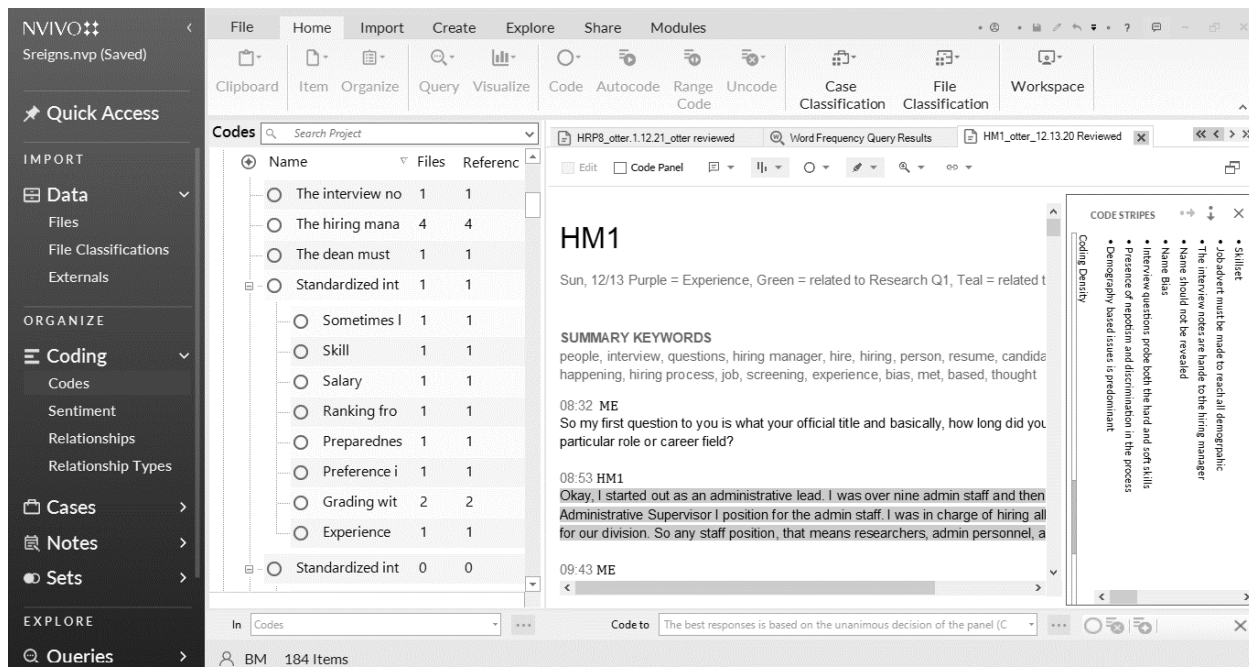 NVIVO
Sreigns.nvp (Saved)
Quick Access
IMPORT
Data
Files
File Classifications
Externals
ORGANIZE
Coding
Codes
Sentiment
Relationships
Relationship Types
Cases
Notes
Sets
EXPLORE
Queries
File Home Import Create Explore Share Modules
Clipboard Item Organize Query Visualize Code Autocode Range Code Uncode Case Classification File Classification Workspace
Codes Search Project
Name Files Referenc
The interview no 1 1
The hiring mana 4 4
The dean must 1 1
Standardized int 1 1
Sometimes I 1 1
Skill 1 1
Salary 1 1
Ranking fro 1 1
Preparednes 1 1
Preference i 1 1
Grading wit 2 2
Experience 1 1
Standardized int 0 0
HRP8_otter.1.12.21_otter reviewed Word Frequency Query Results HM1_otter_12.13.20 Reviewed
Edit Code Panel
HM1
Sun, 12/13 Purple = Experience, Green = related to Research Q1, Teal = related t
SUMMARY KEYWORDS
people, interview, questions, hiring manager, hire, hiring, person, resume, candida
happening, hiring process, job, screening, experience, bias, met, based, thought
08:32 ME
So my first question to you is what your official title and basically, how long did you
particular role or career field?
08:53 HM1
Okay, I started out as an administrative lead. I was over nine admin staff and then
Administrative Supervisor I position for the admin staff. I was in charge of hiring all
for our division. So any staff position, that means researchers, admin personnel, a
09:43 ME
CODE STRIPES
Skillset
Job advert must be made to reach all demogrpahic
The interview notes are hande to the hiring manager
Name should not be revealed
Name Bias
Interview questions probe both the hard and soft skills
Presence of nepotism and discrimination in the process
Demography based issues is predominant
Coding Density
In Codes
Code to The best responses is based on the unanimous decision of the panel (C
BM 184 Items